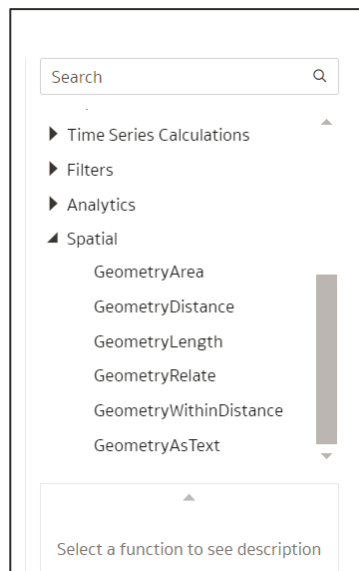 Search
Time Series Calculations
Filters
Analytics
Spatial
GeometryArea
GeometryDistance
GeometryLength
GeometryRelate
GeometryWithinDistance
GeometryAsText
Select a function to see description